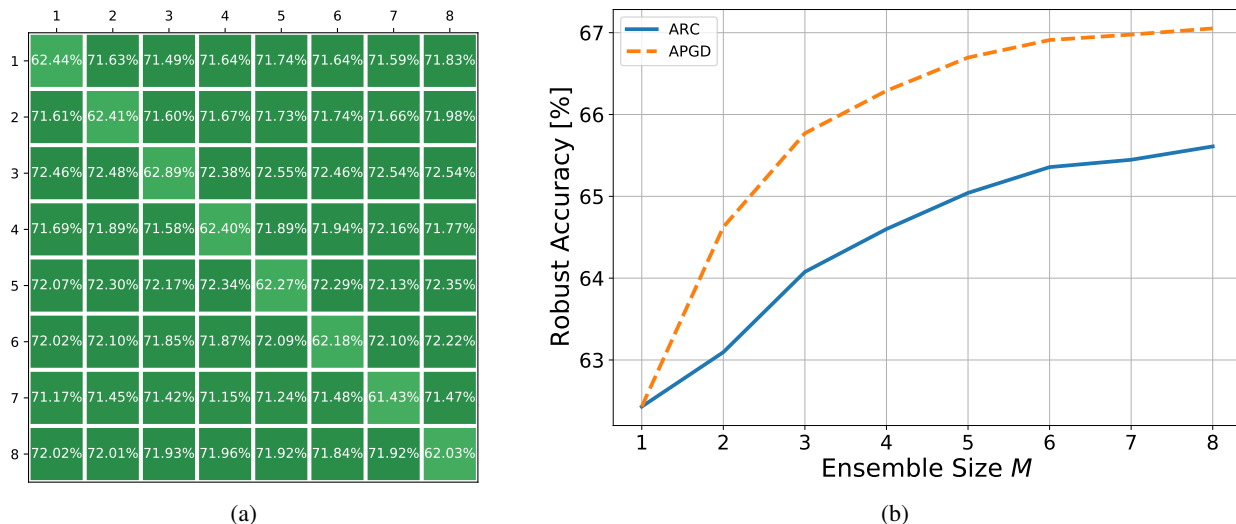 1 2 3 4 5 6 7 8
1 62.44% 71.63% 71.49% 71.64% 71.74% 71.64% 71.59% 71.83%
2 71.61% 62.41% 71.60% 71.67% 71.73% 71.74% 71.66% 71.98%
3 72.46% 72.48% 62.89% 72.38% 72.55% 72.46% 72.54% 72.54%
4 71.69% 71.89% 71.58% 62.40% 71.89% 71.94% 72.16% 71.77%
5 72.07% 72.30% 72.17% 72.34% 62.27% 72.29% 72.13% 72.35%
6 72.02% 72.10% 71.85% 71.87% 72.09% 62.18% 72.10% 72.22%
7 71.17% 71.45% 71.42% 71.15% 71.24% 71.48% 61.43% 71.47%
8 72.02% 72.01% 71.93% 71.96% 71.92% 71.84% 71.92% 62.03%
(a)
ARC
APGD
Robust Accuracy [%]
67
66
65
64
63
1 2 3 4 5 6 7 8
Ensemble Size M
(b)